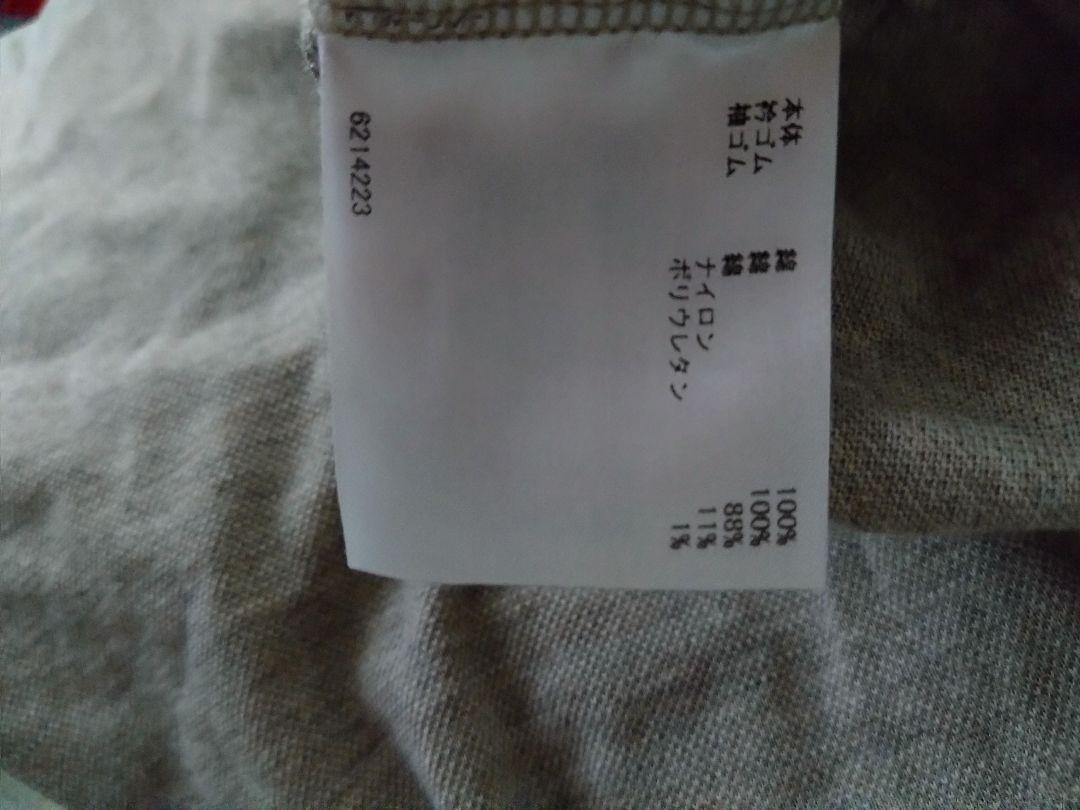 本体 綿 100%
衿ゴム 綿 100%
袖ゴム 綿 88%
ナイロン 11%
ポリウレタン 1%
6214223